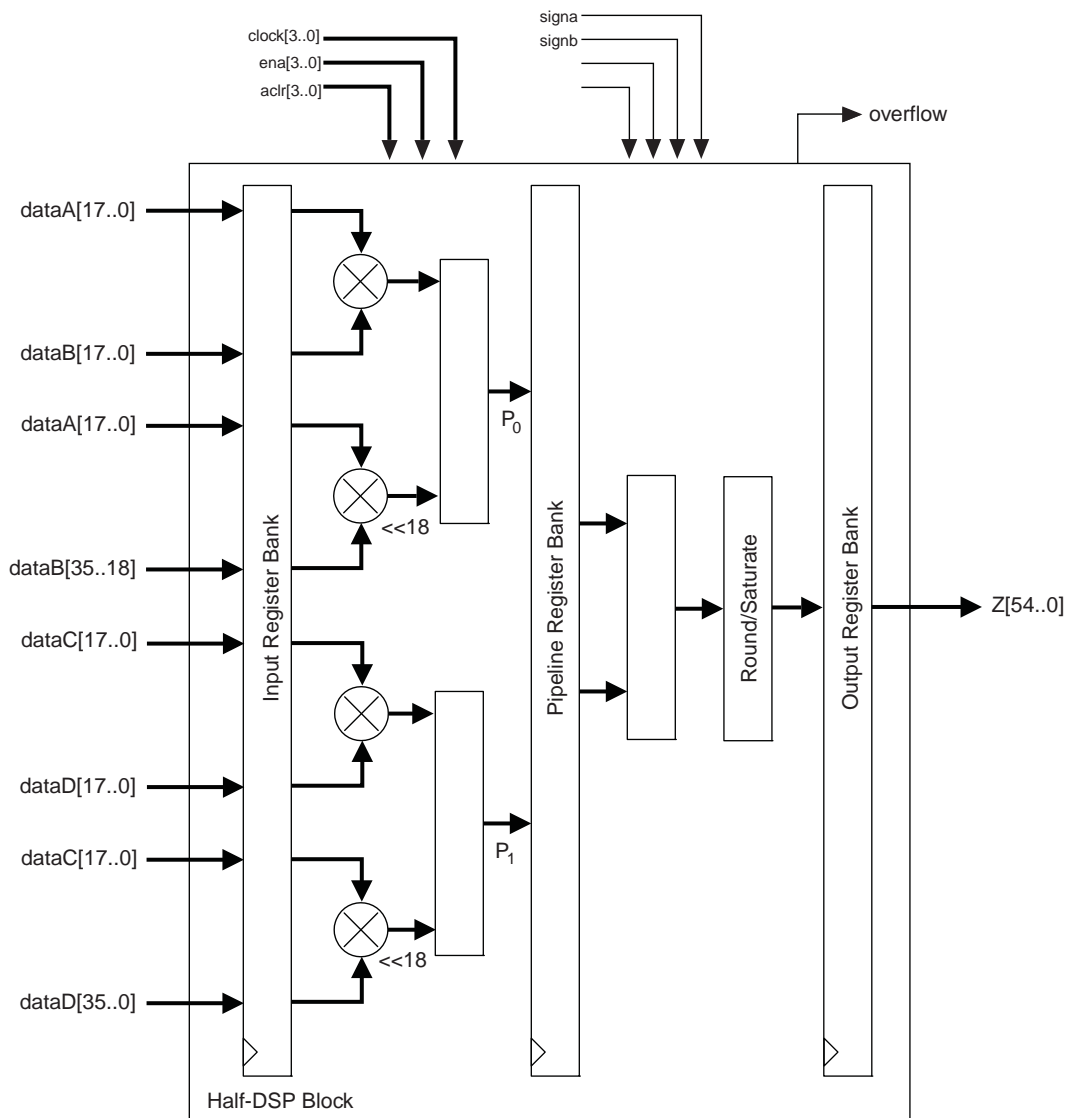 clock[3..0]
ena[3..0]
aclr[3..0]
signa
signb
overflow
dataA[17..0]
dataB[17..0]
dataA[17..0]
dataB[35..18]
dataC[17..0]
dataD[17..0]
dataC[17..0]
dataD[35..0]
Input Register Bank
<<18
<<18
P0
P1
Pipeline Register Bank
Round/Saturate
Output Register Bank
Z[54..0]
Half-DSP Block